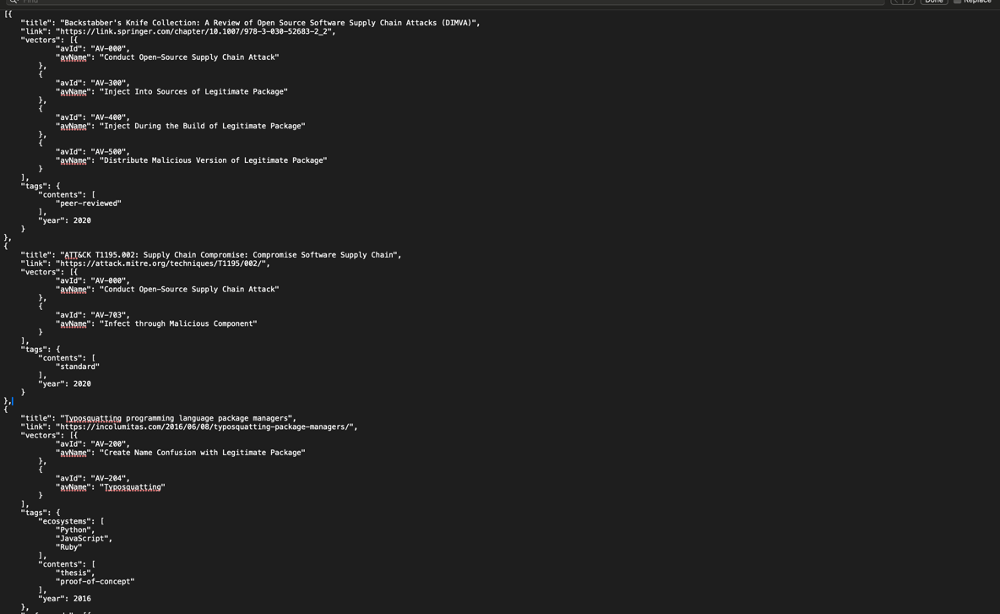 Find
Done
Replace
[{
"title": "Backstabber's Knife Collection: A Review of Open Source Software Supply Chain Attacks (DIMVA)",
"link": "https://link.springer.com/chapter/10.1007/978-3-030-52683-2_2",
"vectors": [{
"avId": "AV-000",
"avName": "Conduct Open-Source Supply Chain Attack"
},
{
"avId": "AV-300",
"avName": "Inject Into Sources of Legitimate Package"
},
{
"avId": "AV-400",
"avName": "Inject During the Build of Legitimate Package"
},
{
"avId": "AV-500",
"avName": "Distribute Malicious Version of Legitimate Package"
}
],
"tags": {
"contents": [
"peer-reviewed"
],
"year": 2020
}
},
{
"title": "ATT&CK T1195.002: Supply Chain Compromise: Compromise Software Supply Chain",
"link": "https://attack.mitre.org/techniques/T1195/002/",
"vectors": [{
"avId": "AV-000",
"avName": "Conduct Open-Source Supply Chain Attack"
},
{
"avId": "AV-703",
"avName": "Infect through Malicious Component"
}
],
"tags": {
"contents": [
"standard"
],
"year": 2020
}
},
{
"title": "Typosquatting programming language package managers",
"link": "https://incolumitas.com/2016/06/08/typosquatting-package-managers/",
"vectors": [{
"avId": "AV-200",
"avName": "Create Name Confusion with Legitimate Package"
},
{
"avId": "AV-204",
"avName": "Typosquatting"
}
],
"tags": {
"ecosystems": [
"Python",
"JavaScript",
"Ruby"
],
"contents": [
"thesis",
"proof-of-concept"
],
"year": 2016
},